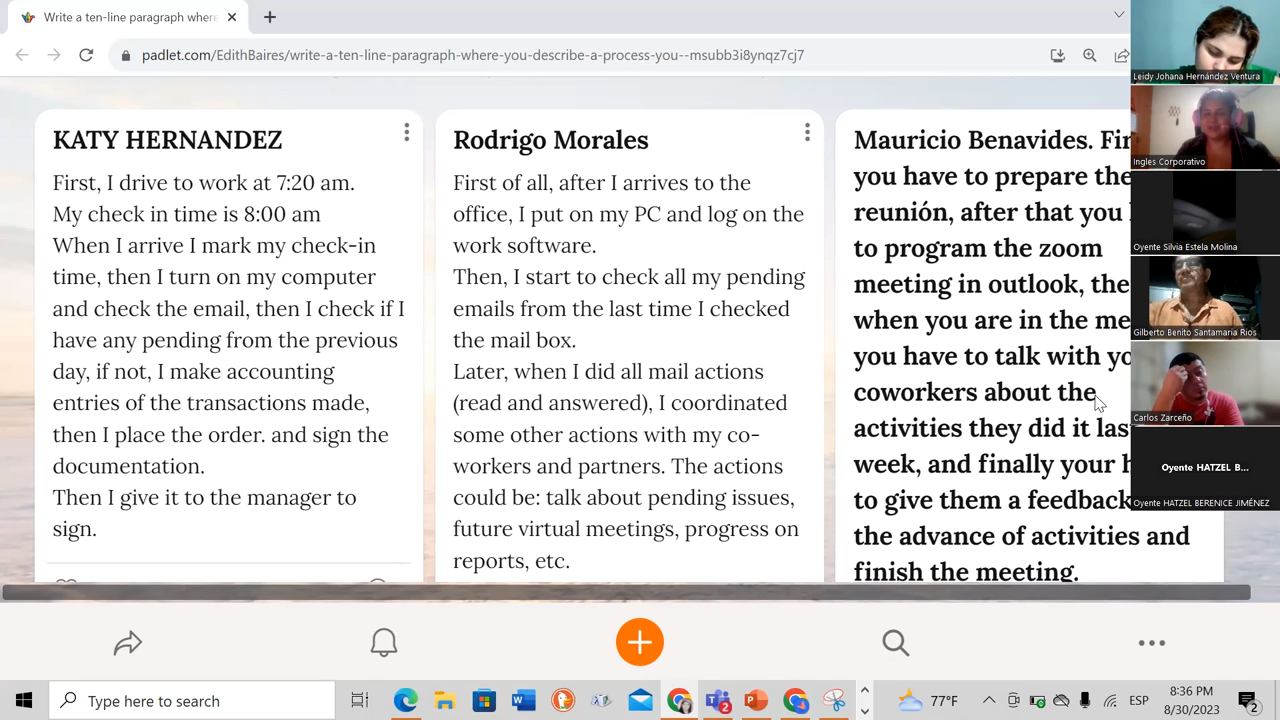 Write a ten-line paragraph where
padlet.com/EdithBaires/write-a-ten-line-paragraph-where-you-describe-a-process-you--msubb3i8ynqz7cj7
KATY HERNANDEZ
First, I drive to work at 7:20 am.
My check in time is 8:00 am
When I arrive I mark my check-in
time, then I turn on my computer
and check the email, then I check if I
have any pending from the previous
day, if not, I make accounting
entries of the transactions made,
then I place the order. and sign the
documentation.
Then I give it to the manager to
sign.
Rodrigo Morales
First of all, after I arrives to the
office, I put on my PC and log on the
work software.
Then, I start to check all my pending
emails from the last time I checked
the mail box.
Later, when I did all mail actions
(read and answered), I coordinated
some other actions with my co-
workers and partners. The actions
could be: talk about pending issues,
future virtual meetings, progress on
reports, etc.
Mauricio Benavides. Fir
you have to prepare the
reunión, after that you
to program the zoom
meeting in outlook, the
when you are in the me
you have to talk with yo
coworkers about the
activities they did it las
week, and finally your h
to give them a feedback
the advance of activities and
finish the meeting.
Leidy Johana Hernández Ventura
Ingles Corporativo
Oyente Silvia Estela Molina
Gilberto Benito Santamaria Rios
Carlos Zarceño
Oyente HATZEL B...
Oyente HATZEL BERENICE JIMÉNEZ
Type here to search
2
77°F
ESP
8:36 PM
8/30/2023
2